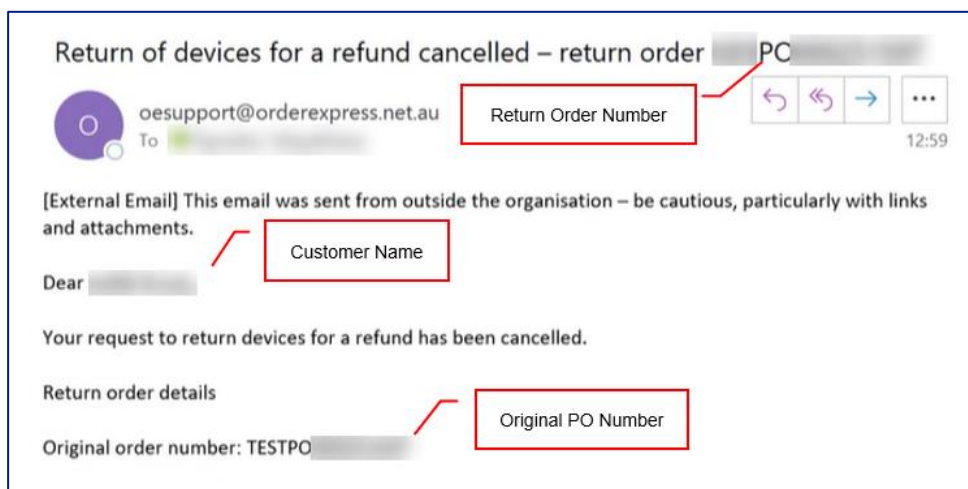 Return of devices for a refund cancelled – return order PO
Return Order Number
O
oesupport@orderexpress.net.au
To
12:59
[External Email] This email was sent from outside the organisation – be cautious, particularly with links
and attachments.
Customer Name
Dear
Your request to return devices for a refund has been cancelled.
Return order details
Original PO Number
Original order number: TESTPO